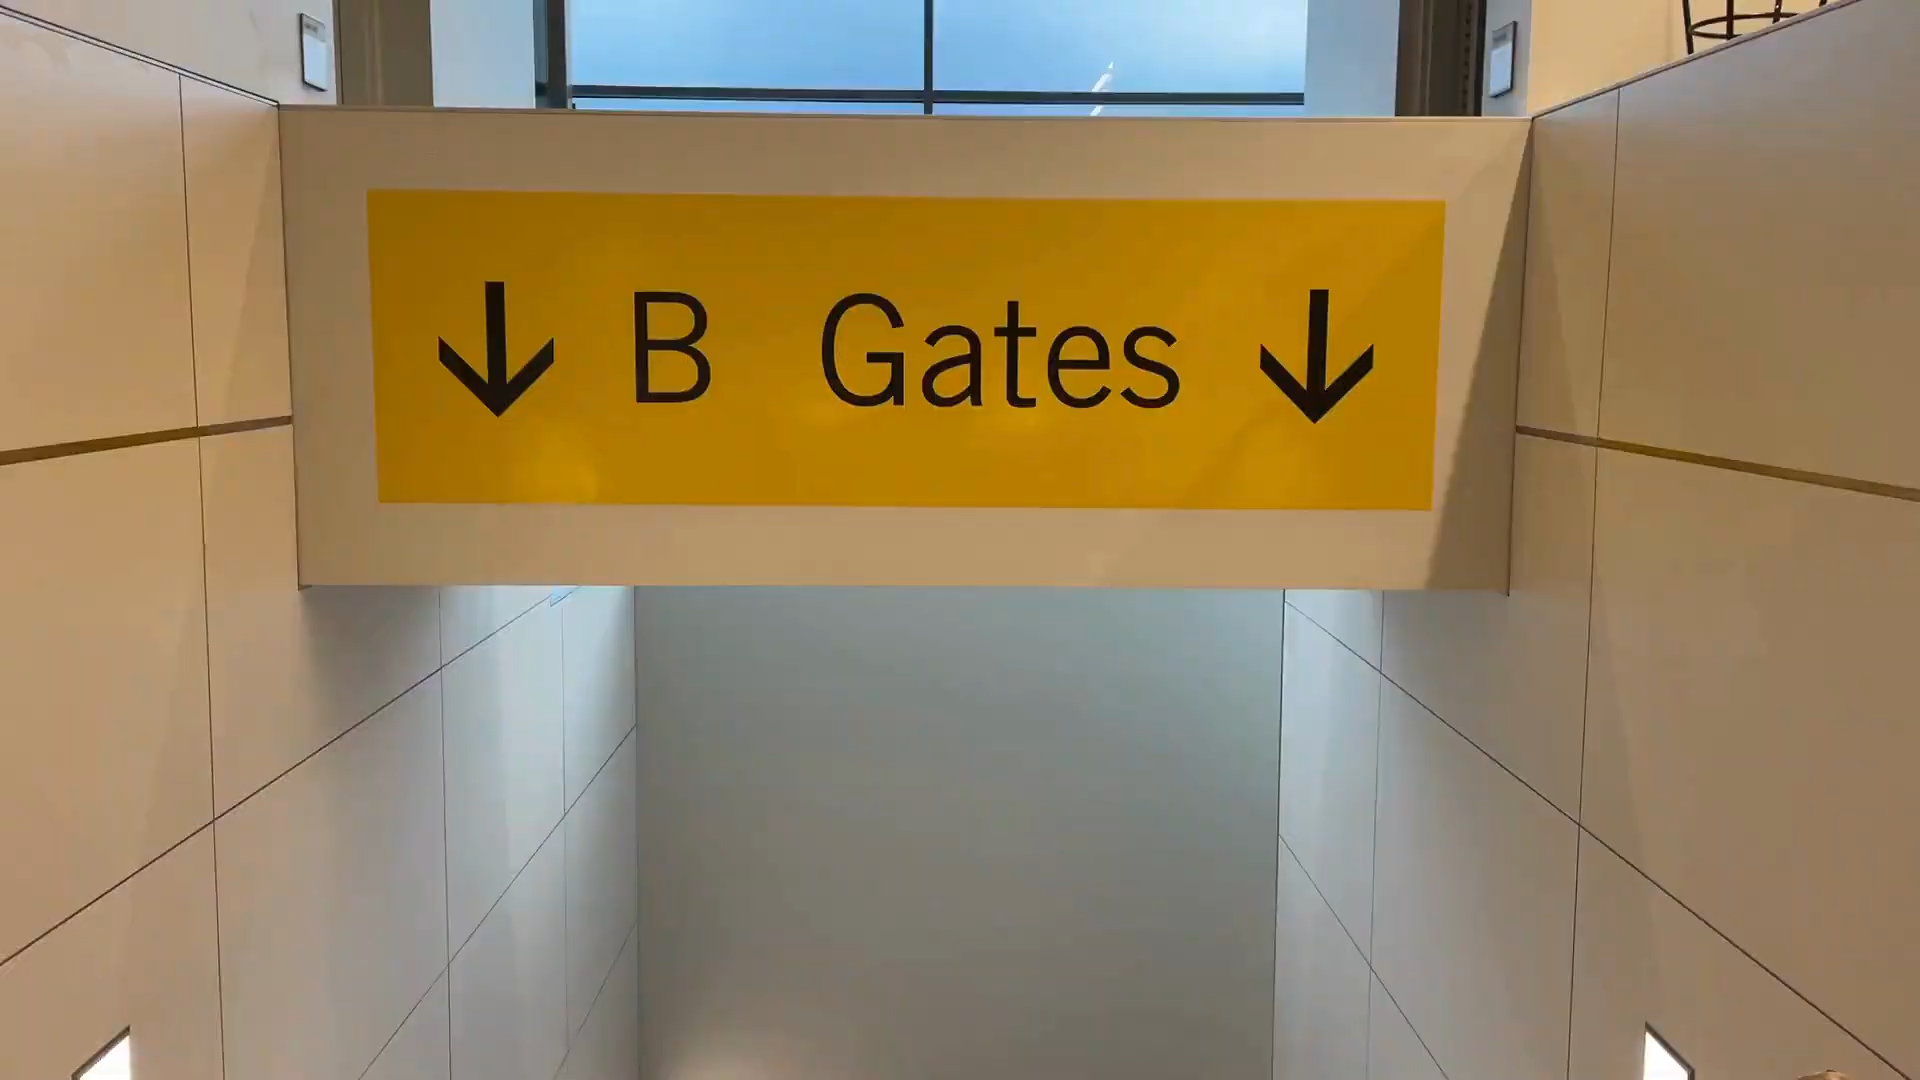 ↓ B Gates ↓